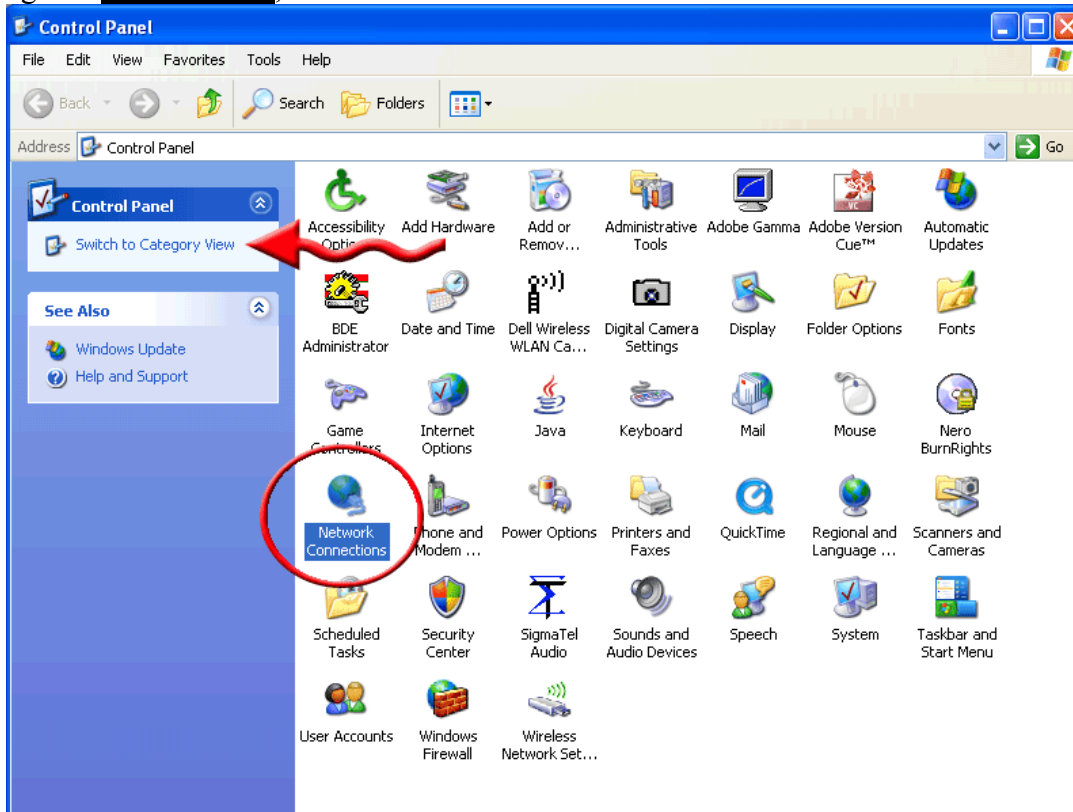 Control Panel
File Edit View Favorites Tools Help
Back Search Folders
Address Control Panel Go
Control Panel
Switch to Category View
See Also
Windows Update
Help and Support
Accessibility Add Hardware Add or Administrative Adobe Gamma Adobe Version Automatic
Remov... Tools Cue™ Updates
VC
BDE Date and Time Dell Wireless Digital Camera Display Folder Options Fonts
Administrator WLAN Ca... Settings
Game Internet Java Keyboard Mail Mouse Nero
Controllers Options BurnRights
Network Phone and Power Options Printers and QuickTime Regional and Scanners and
Connections Modem ... Faxes Language ... Cameras
Scheduled Security SigmaTel Sounds and Speech System Taskbar and
Tasks Center Audio Audio Devices Start Menu
User Accounts Windows Wireless
Firewall Network Set...